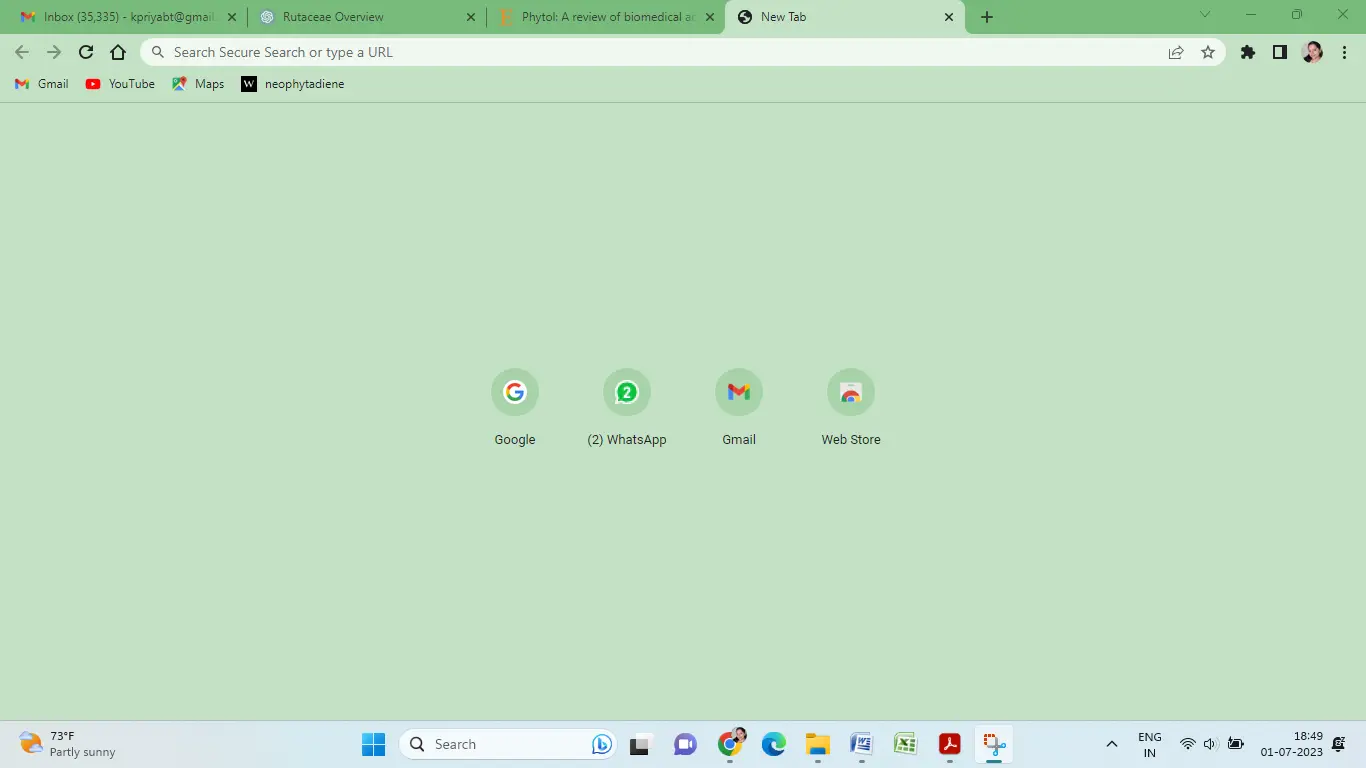 Inbox (35,335) - kpriyabt@gmail.
Rutaceae Overview
Phytol: A review of biomedical ac
New Tab
Search Secure Search or type a URL
Gmail
YouTube
Maps
W
neophytadiene
2
Google
(2) WhatsApp
Gmail
Web Store
73°F
Partly sunny
Search
ENG
IN
18:49
01-07-2023